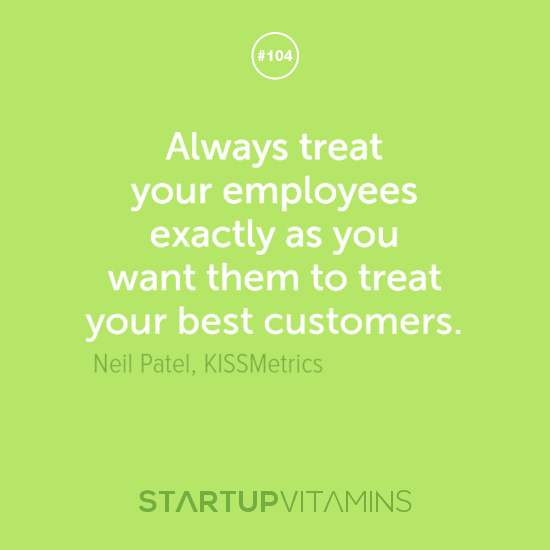 #104
Always treat
your employees
exactly as you
want them to treat
your best customers.
Neil Patel, KISSMetrics
STARTUPVITAMINS